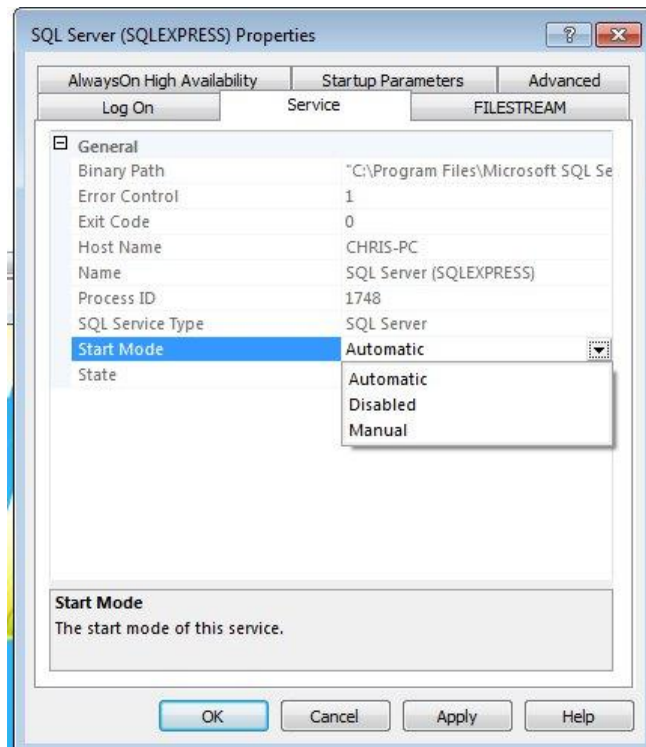 SQL Server (SQLEXPRESS) Properties
AlwaysOn High Availability Startup Parameters Advanced
Log On Service FILESTREAM
General
Binary Path "C:\Program Files\Microsoft SQL Se
Error Control 1
Exit Code 0
Host Name CHRIS-PC
Name SQL Server (SQLEXPRESS)
Process ID 1748
SQL Service Type SQL Server
Start Mode Automatic
State Automatic
Disabled
Manual
Start Mode
The start mode of this service.
OK Cancel Apply Help